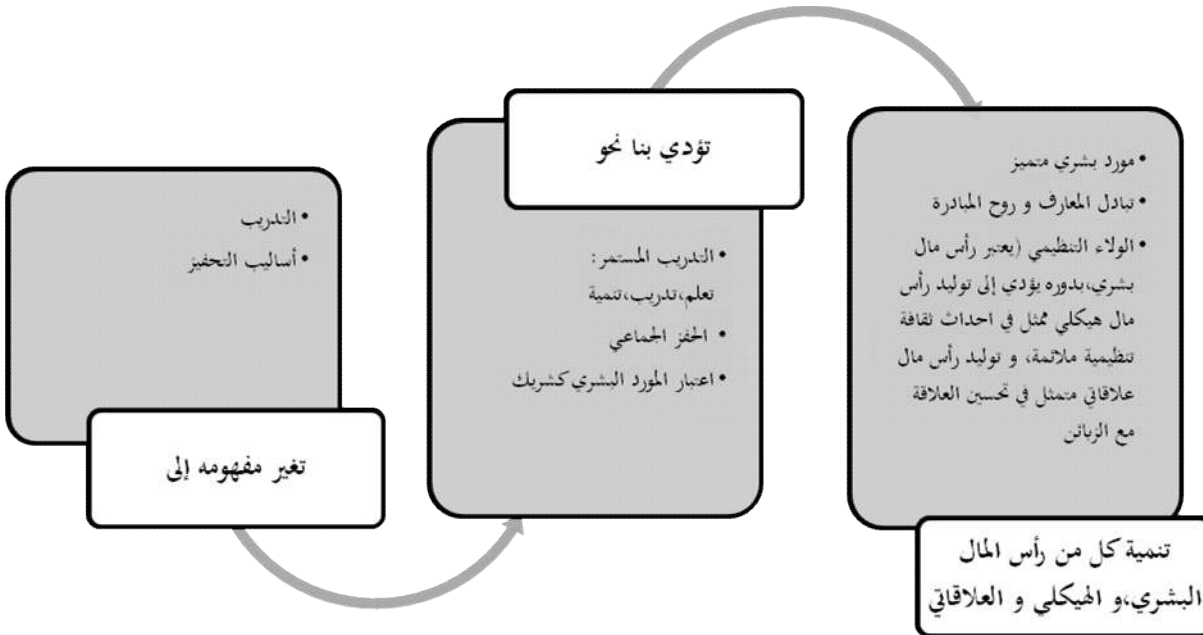 • التدريب
• أساليب التحفيز
تغير مفهومه إلى
تؤدي بنا نحو
• التدريب المستمر:
تعلم،تدريب،تنمية
• الحفز الجماعي
• اعتبار المورد البشري كشريك
• مورد بشري متميز
• تبادل المعارف و روح المبادرة
• الولاء التنظيمي (يعتبر رأس مال
بشري،بدوره يؤدي إلى توليد رأس
مال هيكلي ممثل في احداث ثقافة
تنظيمية ملائمة، و توليد رأس مال
علاقاتي متمثل في تحسين العلاقة
مع الزبائن
تنمية كل من رأس المال
البشري،و الهيكلي و العلاقاتي